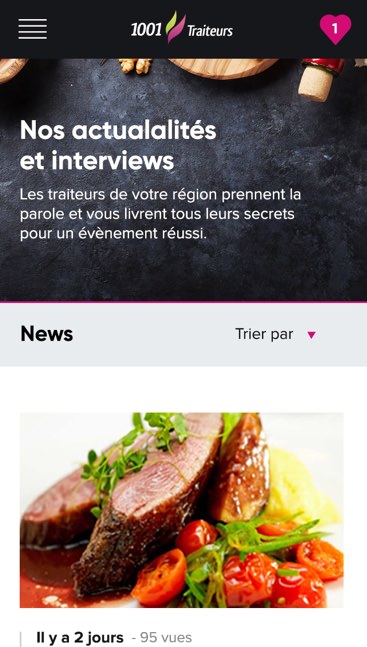 1001 Traiteurs
1
Nos actualalités
et interviews
Les traiteurs de votre région prennent la
parole et vous livrent tous leurs secrets
pour un évènement réussi.
News
Trier par
Il y a 2 jours - 95 vues